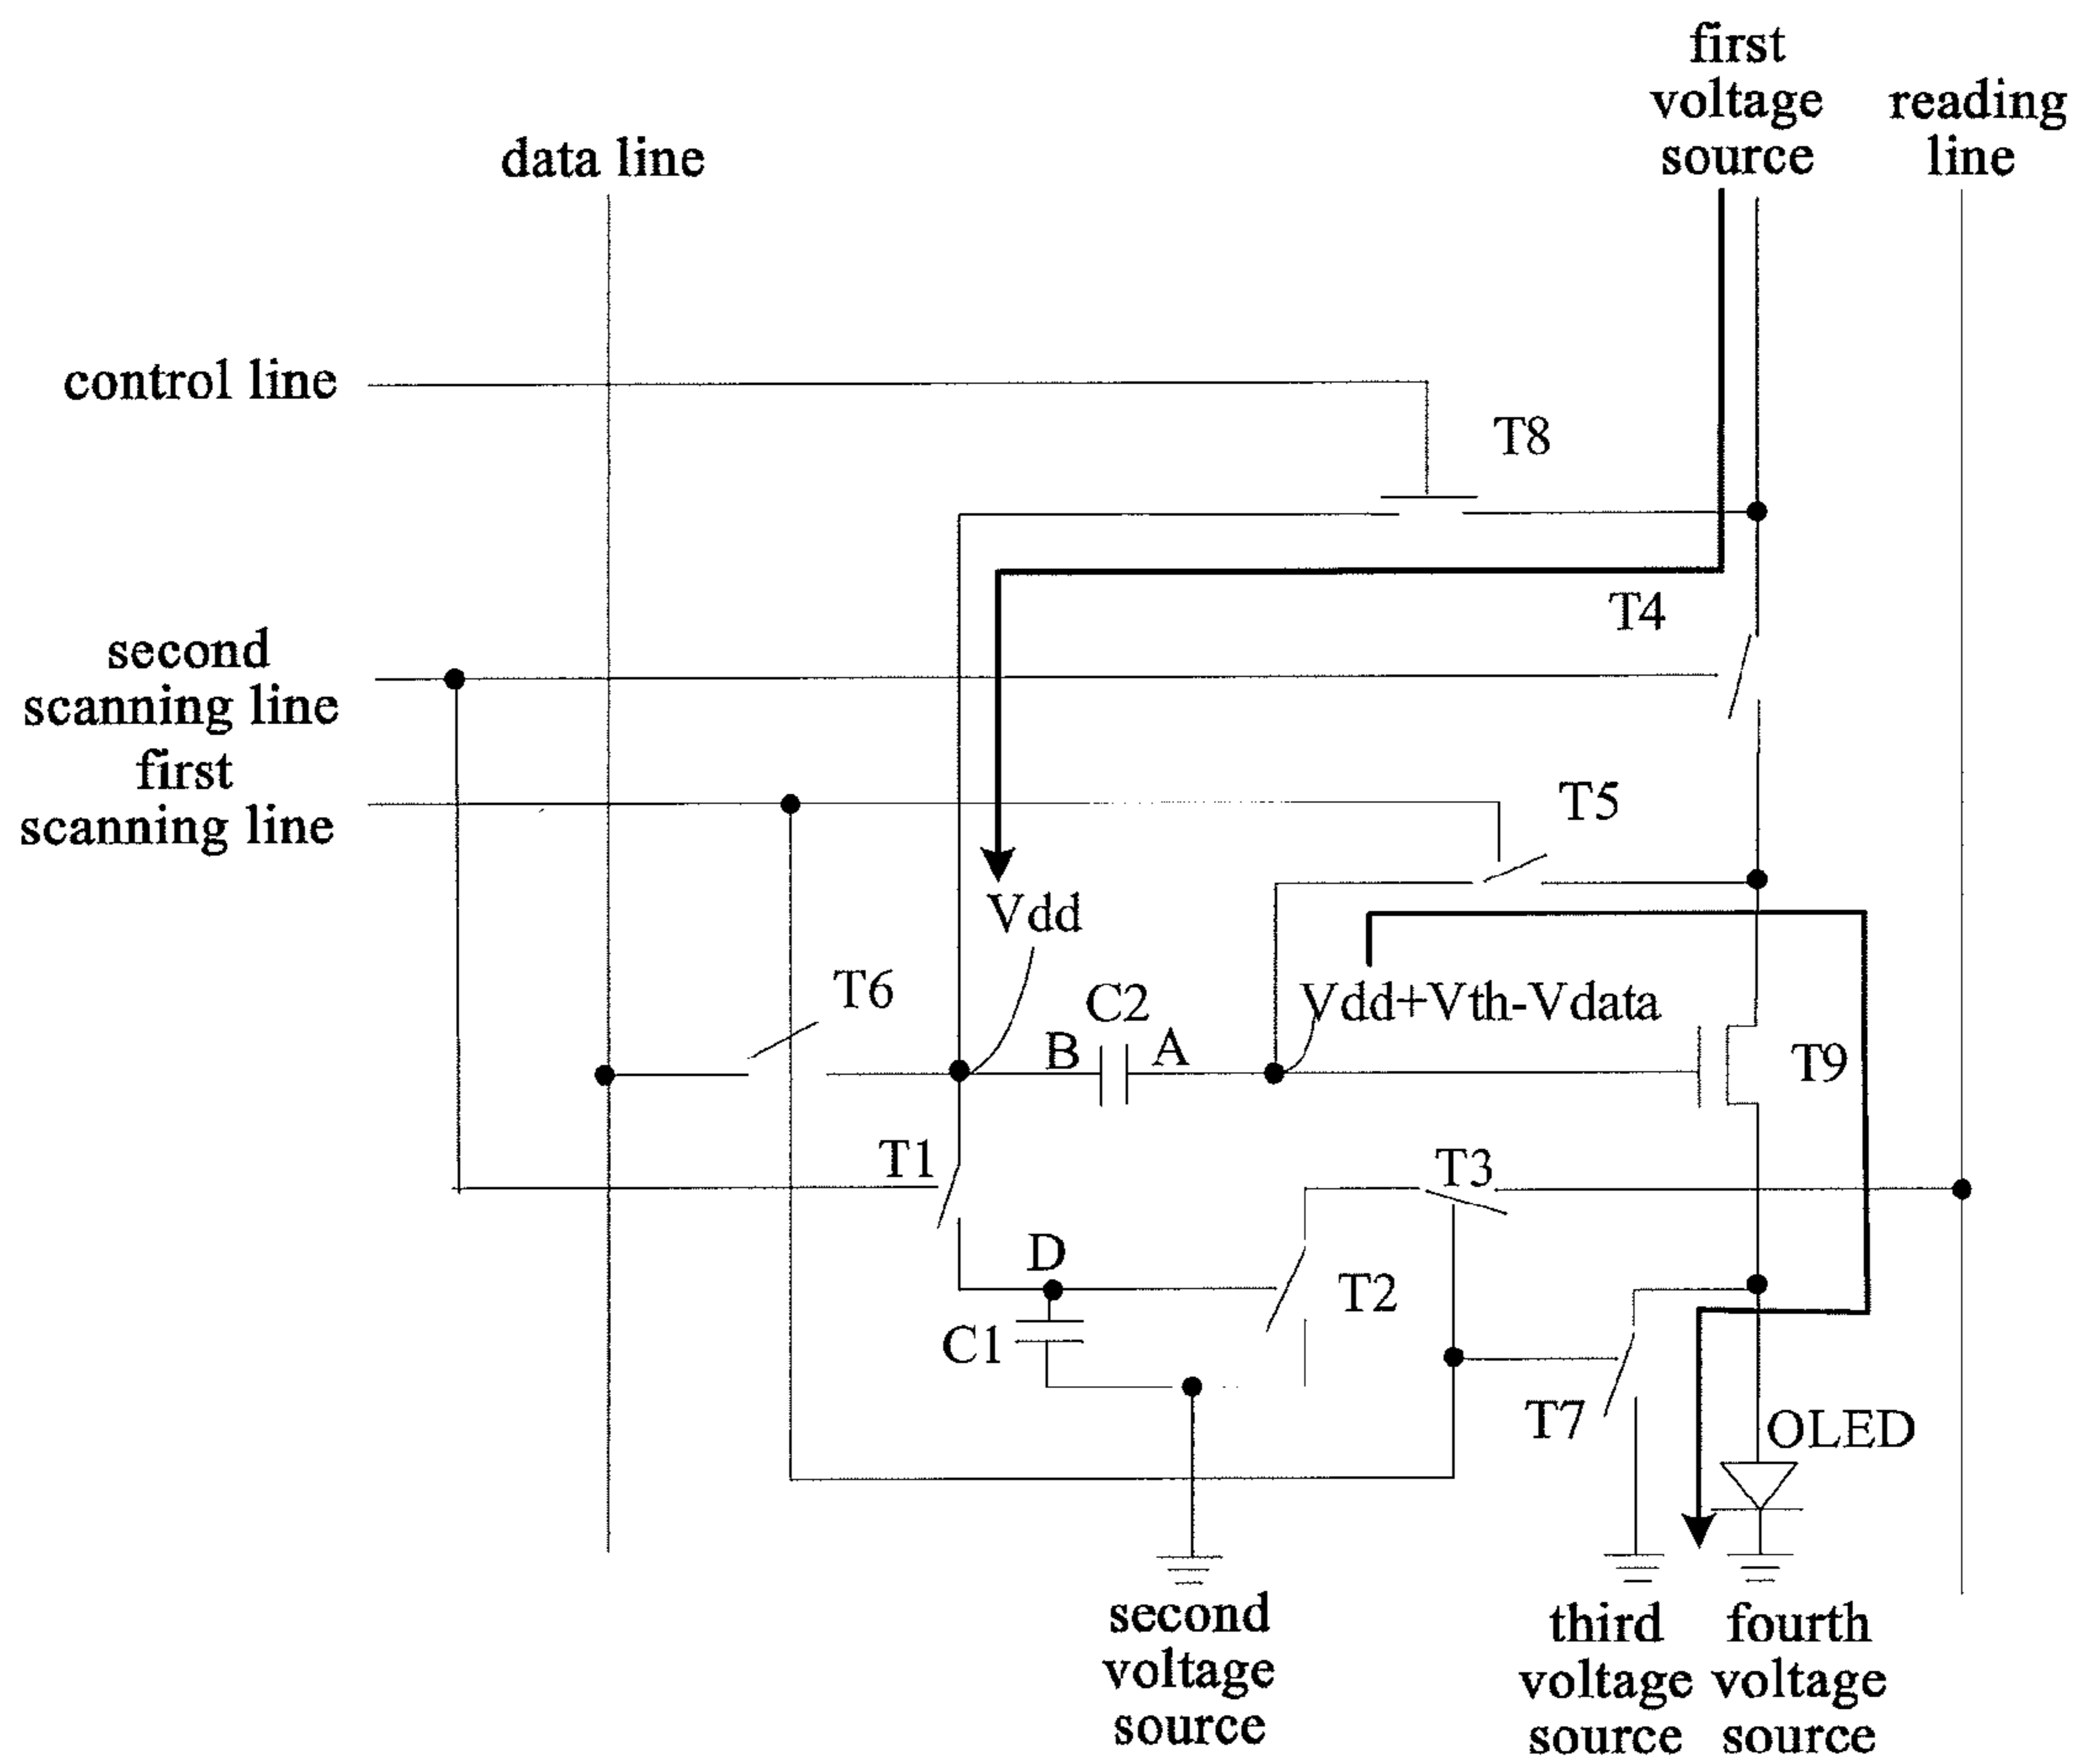 first
voltage
source
reading
line
data line
control line
T8
T4
second
scanning line
first
scanning line
T5
Vdd
T6
C2
Vdd+Vth-Vdata
B
A
T9
T1
T3
D
T2
C1
T7
OLED
second
voltage
source
third
voltage
source
fourth
voltage
source